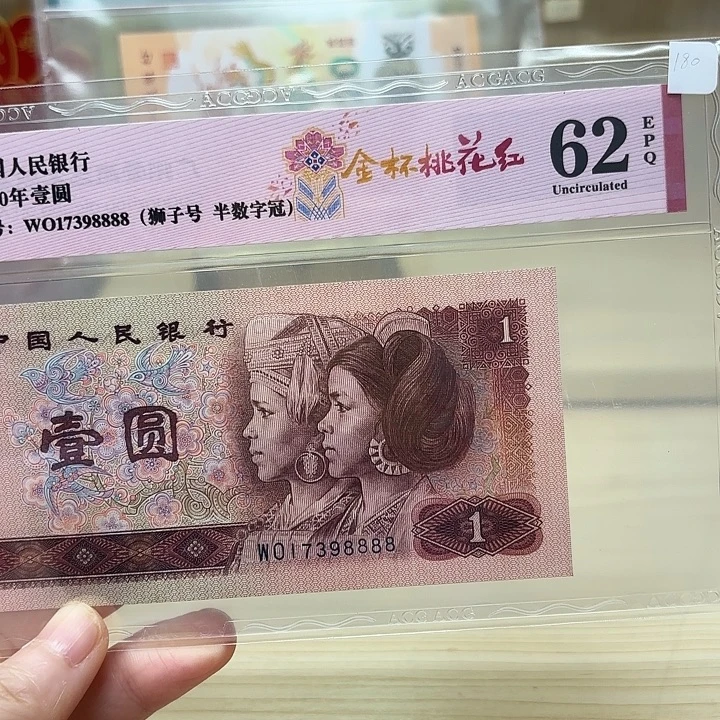 180
ACGACG
ACGACG
国人民银行
0年壹圆
号: WO17398888 (狮子号 半数字冠)
金杯桃花红
62
EPQ
Uncirculated
中国人民银行
1
壹圆
WO17398888
1
ACGACG